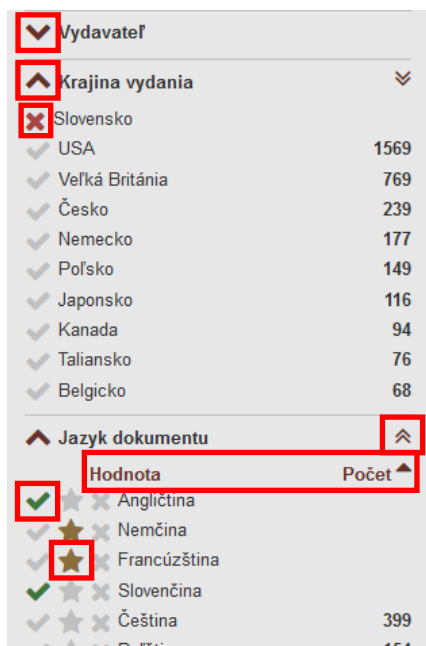 Vydavateľ
Krajina vydania
Slovensko
USA 1569
Veľká Británia 769
Česko 239
Nemecko 177
Poľsko 149
Japonsko 116
Kanada 94
Taliansko 76
Belgicko 68
Jazyk dokumentu
Hodnota Počet
Angličtina
Nemčina
Francúzština
Slovenčina
Čeština 399